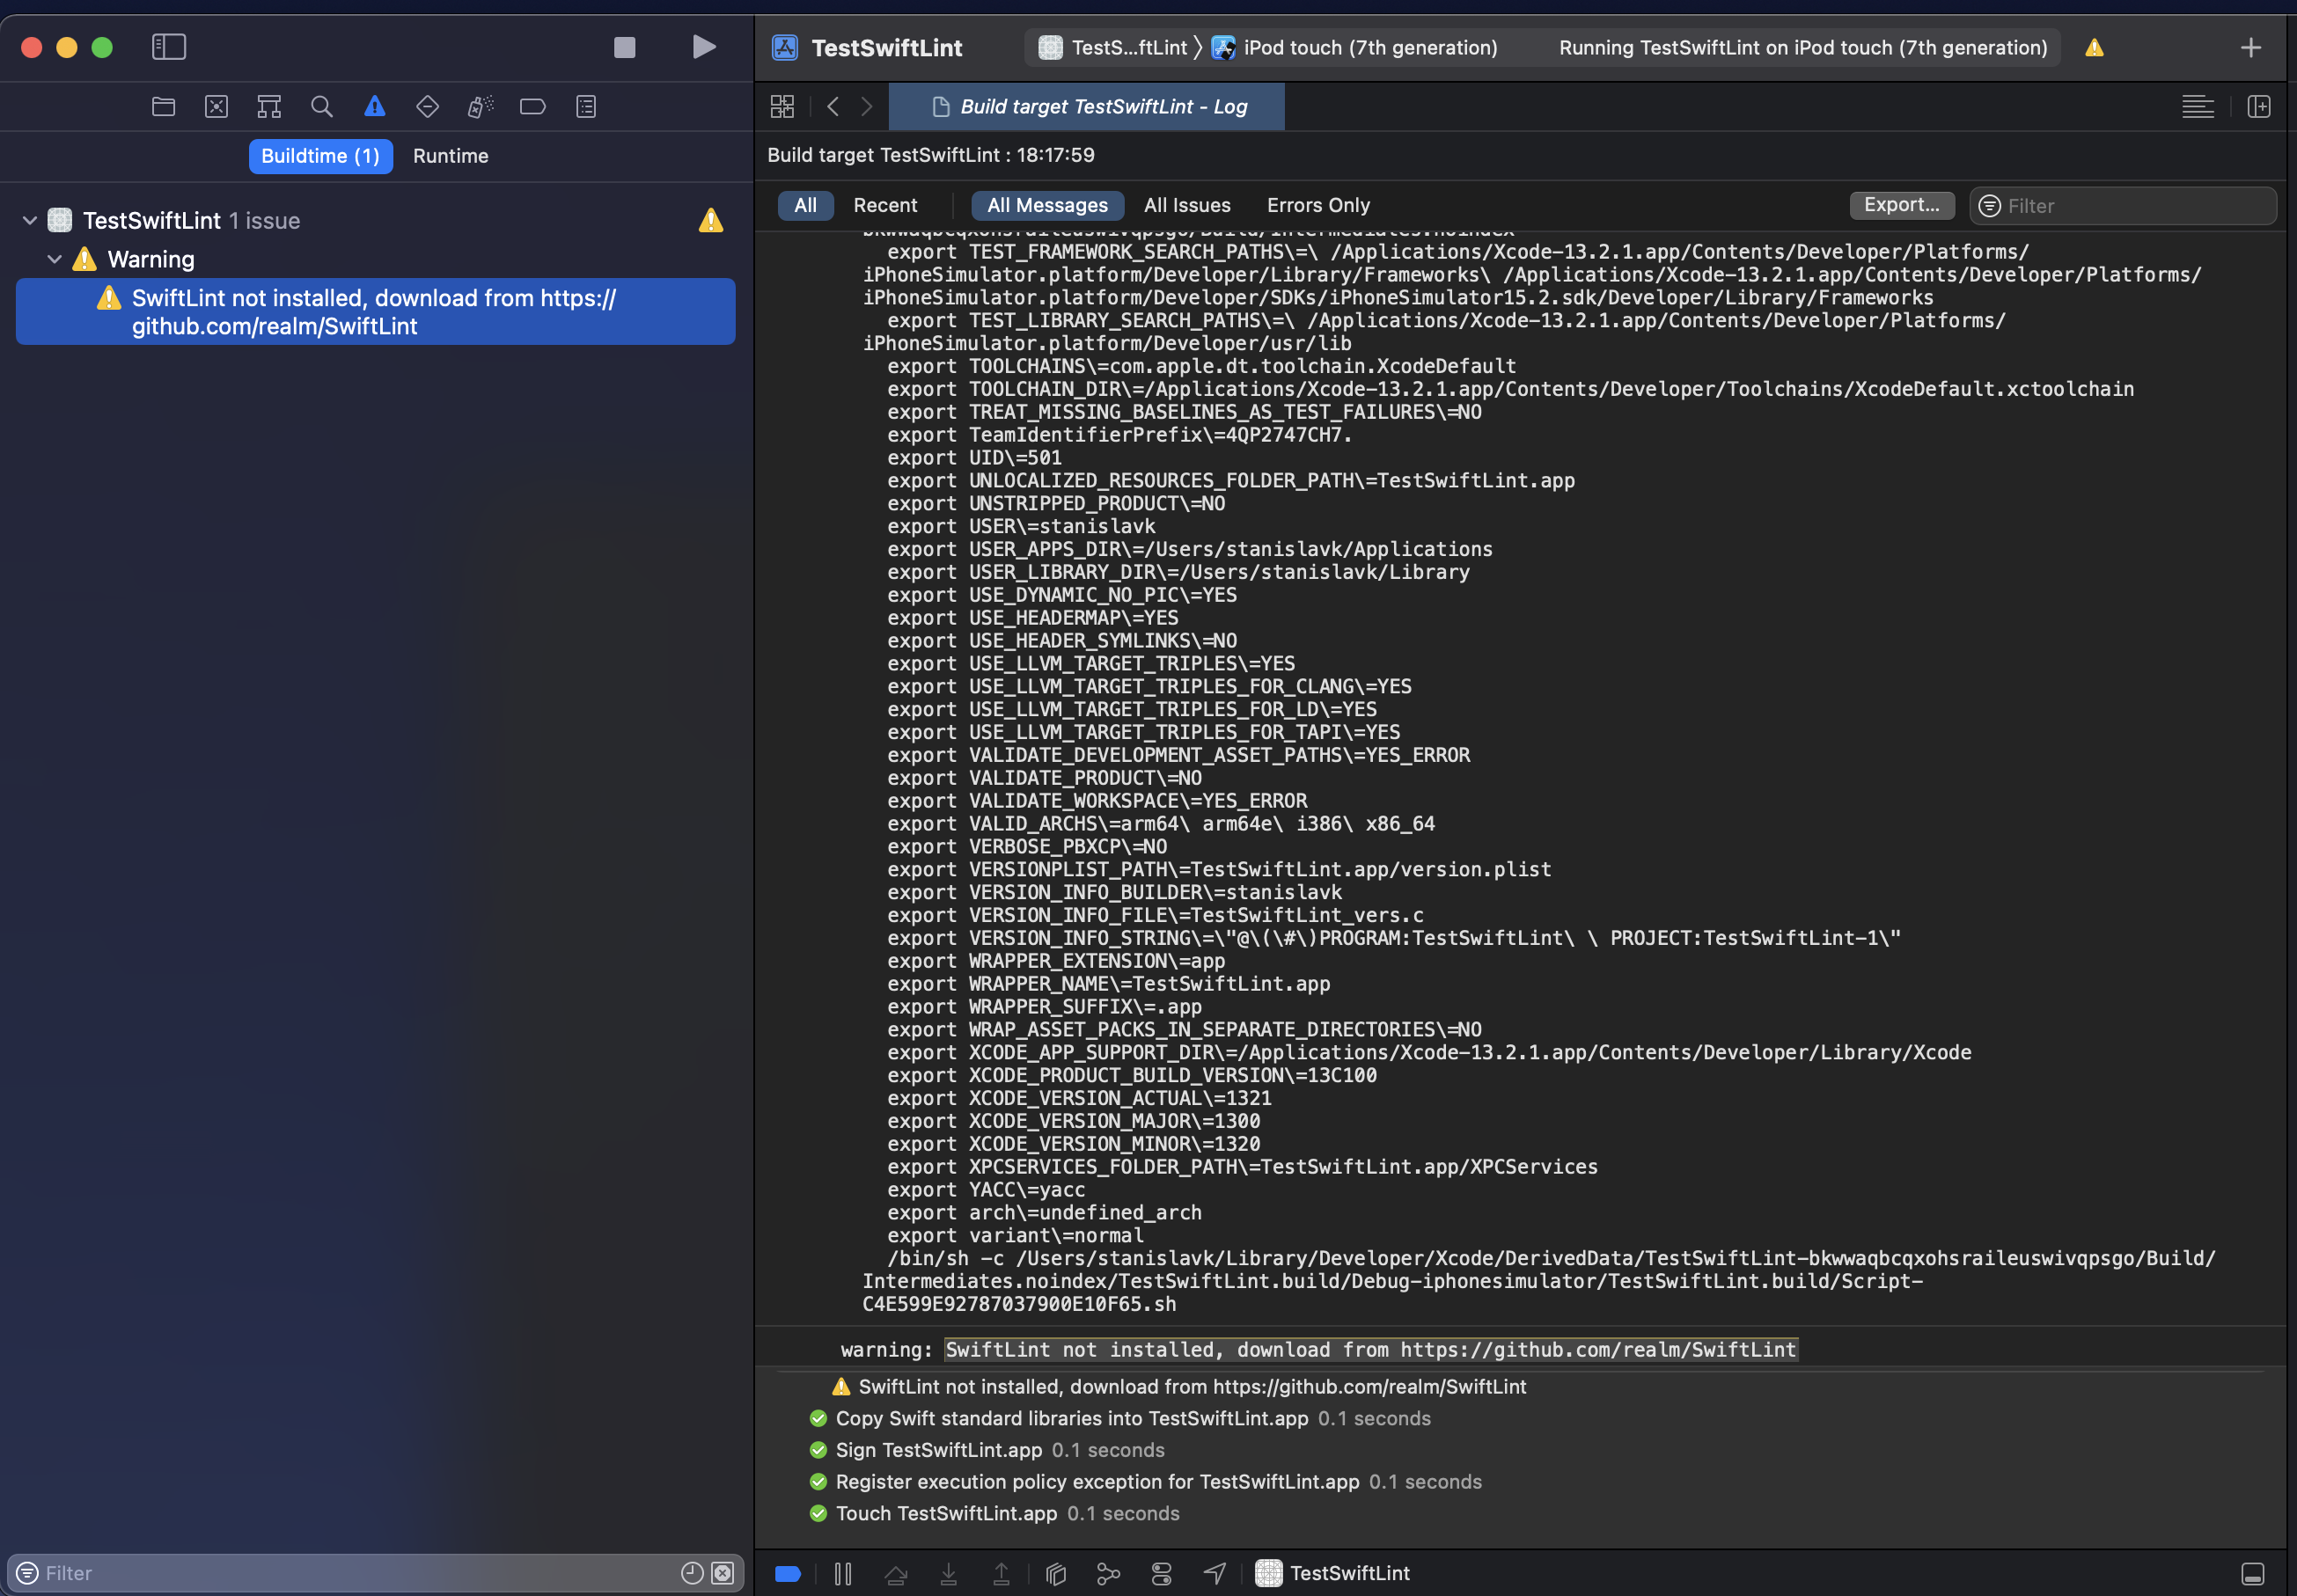 TestSwiftLint
TestS...ftLint
iPod touch (7th generation)
Running TestSwiftLint on iPod touch (7th generation)
Build target TestSwiftLint - Log
Buildtime (1)
Runtime
Build target TestSwiftLint : 18:17:59
All
Recent
All Messages
All Issues
Errors Only
Export...
Filter
TestSwiftLint 1 issue
Warning
SwiftLint not installed, download from https://
github.com/realm/SwiftLint
bkwwaqbcqxohsraileuswivqpsgo/Build/Intermediates.noindex
export TEST_FRAMEWORK_SEARCH_PATHS\=\ /Applications/Xcode-13.2.1.app/Contents/Developer/Platforms/
iPhoneSimulator.platform/Developer/Library/Frameworks\ /Applications/Xcode-13.2.1.app/Contents/Developer/Platforms/
iPhoneSimulator.platform/Developer/SDKs/iPhoneSimulator15.2.sdk/Developer/Library/Frameworks
export TEST_LIBRARY_SEARCH_PATHS\=\ /Applications/Xcode-13.2.1.app/Contents/Developer/Platforms/
iPhoneSimulator.platform/Developer/usr/lib
export TOOLCHAINS\=com.apple.dt.toolchain.XcodeDefault
export TOOLCHAIN_DIR\=/Applications/Xcode-13.2.1.app/Contents/Developer/Toolchains/XcodeDefault.xctoolchain
export TREAT_MISSING_BASELINES_AS_TEST_FAILURES\=NO
export TeamIdentifierPrefix\=4QP2747CH7.
export UID\=501
export UNLOCALIZED_RESOURCES_FOLDER_PATH\=TestSwiftLint.app
export UNSTRIPPED_PRODUCT\=NO
export USER\=stanislavk
export USER_APPS_DIR\=/Users/stanislavk/Applications
export USER_LIBRARY_DIR\=/Users/stanislavk/Library
export USE_DYNAMIC_NO_PIC\=YES
export USE_HEADERMAP\=YES
export USE_HEADER_SYMLINKS\=NO
export USE_LLVM_TARGET_TRIPLES\=YES
export USE_LLVM_TARGET_TRIPLES_FOR_CLANG\=YES
export USE_LLVM_TARGET_TRIPLES_FOR_LD\=YES
export USE_LLVM_TARGET_TRIPLES_FOR_TAPI\=YES
export VALIDATE_DEVELOPMENT_ASSET_PATHS\=YES_ERROR
export VALIDATE_PRODUCT\=NO
export VALIDATE_WORKSPACE\=YES_ERROR
export VALID_ARCHS\=arm64\ arm64e\ i386\ x86_64
export VERBOSE_PBXCP\=NO
export VERSIONPLIST_PATH\=TestSwiftLint.app/version.plist
export VERSION_INFO_BUILDER\=stanislavk
export VERSION_INFO_FILE\=TestSwiftLint_vers.c
export VERSION_INFO_STRING\=\"@\(\#\)PROGRAM:TestSwiftLint\ \ PROJECT:TestSwiftLint-1\"
export WRAPPER_EXTENSION\=app
export WRAPPER_NAME\=TestSwiftLint.app
export WRAPPER_SUFFIX\=.app
export WRAP_ASSET_PACKS_IN_SEPARATE_DIRECTORIES\=NO
export XCODE_APP_SUPPORT_DIR\=/Applications/Xcode-13.2.1.app/Contents/Developer/Library/Xcode
export XCODE_PRODUCT_BUILD_VERSION\=13C100
export XCODE_VERSION_ACTUAL\=1321
export XCODE_VERSION_MAJOR\=1300
export XCODE_VERSION_MINOR\=1320
export XPCSERVICES_FOLDER_PATH\=TestSwiftLint.app/XPCServices
export YACC\=yacc
export arch\=undefined_arch
export variant\=normal
/bin/sh -c /Users/stanislavk/Library/Developer/Xcode/DerivedData/TestSwiftLint-bkwwaqbcqxohsraileuswivqpsgo/Build/
Intermediates.noindex/TestSwiftLint.build/Debug-iphonesimulator/TestSwiftLint.build/Script-
C4E599E92787037900E10F65.sh
warning: SwiftLint not installed, download from https://github.com/realm/SwiftLint
SwiftLint not installed, download from https://github.com/realm/SwiftLint
Copy Swift standard libraries into TestSwiftLint.app 0.1 seconds
Sign TestSwiftLint.app 0.1 seconds
Register execution policy exception for TestSwiftLint.app 0.1 seconds
Touch TestSwiftLint.app 0.1 seconds
Filter
TestSwiftLint